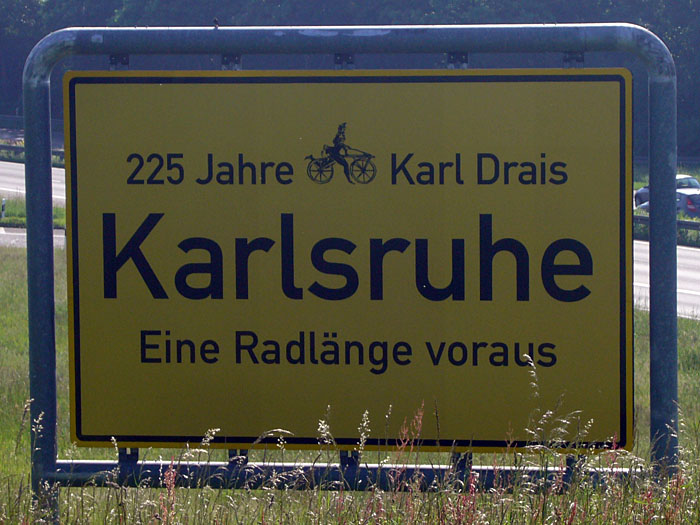 225 Jahre Karl Drais
Karlsruhe
Eine Radlänge voraus